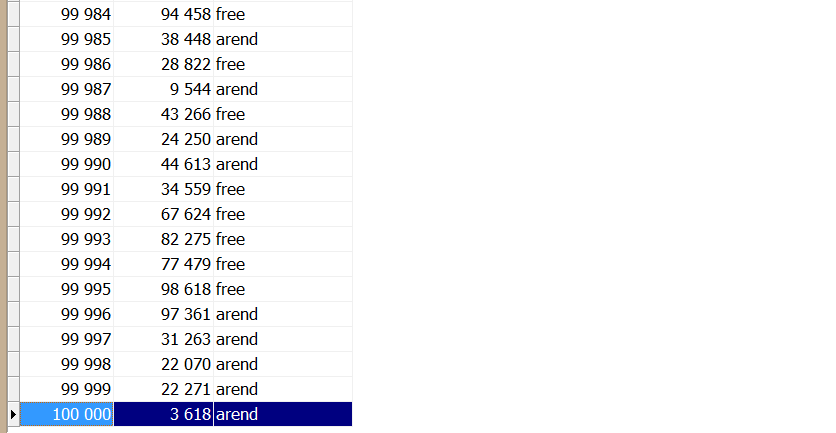 99 984 94 458 free
99 985 38 448 arend
99 986 28 822 free
99 987 9 544 arend
99 988 43 266 free
99 989 24 250 arend
99 990 44 613 arend
99 991 34 559 free
99 992 67 624 free
99 993 82 275 free
99 994 77 479 free
99 995 98 618 free
99 996 97 361 arend
99 997 31 263 arend
99 998 22 070 arend
99 999 22 271 arend
100 000 3 618 arend